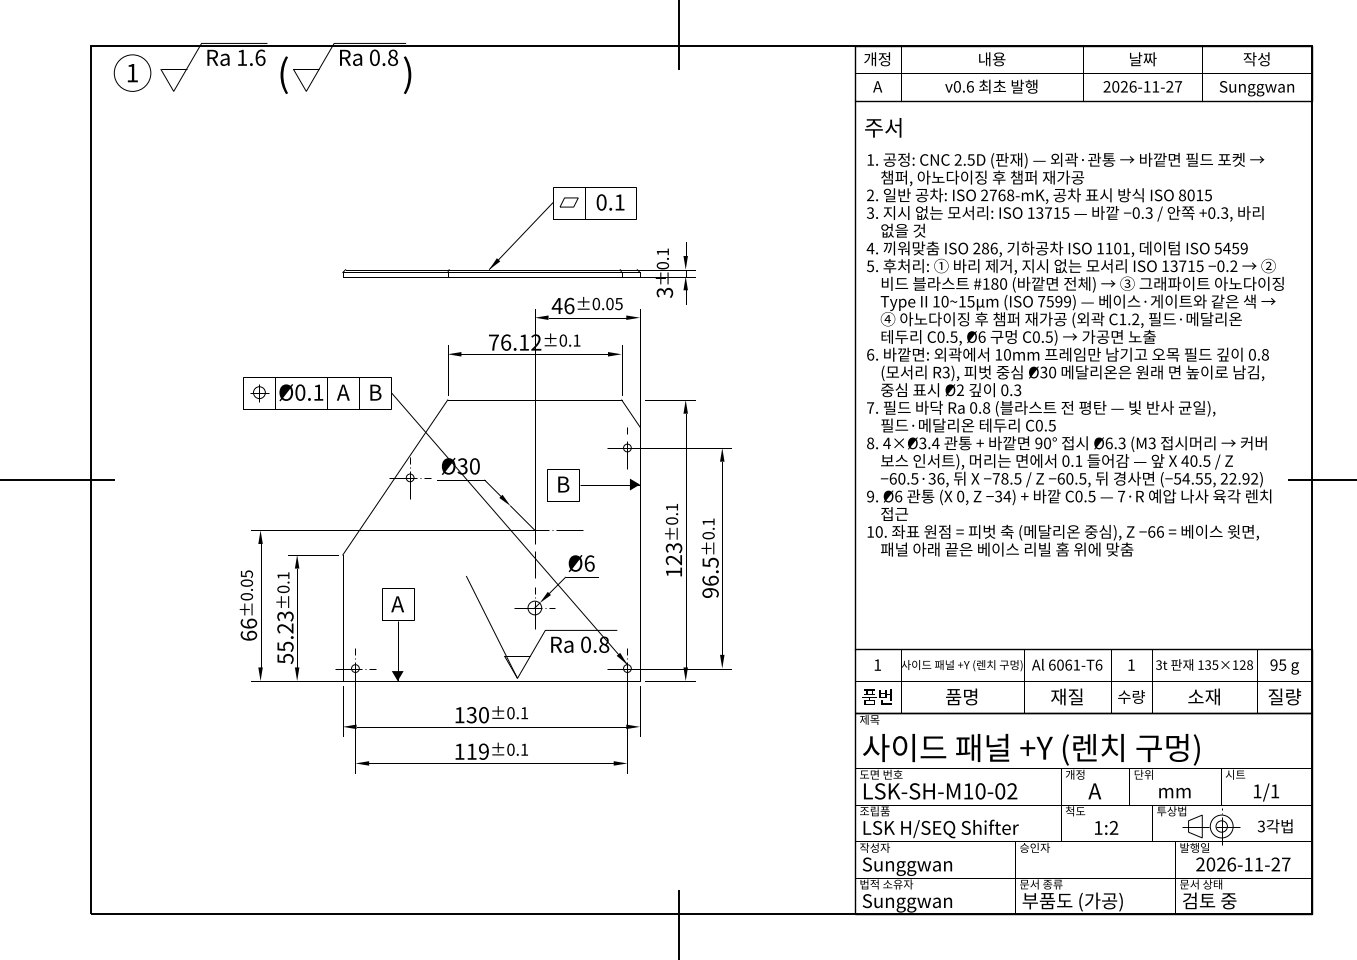 1
Ra 1.6
(Ra 0.8)
0.1
3±0.1
46±0.05
76.12±0.1
Ø0.1 A B
Ø30
B
123±0.1
96.5±0.1
Ø6
66±0.05
55.23±0.1
A
Ra 0.8
130±0.1
119±0.1
개정 내용 날짜 작성
A v0.6 최초 발행 2026-11-27 Sunggwan
주서
1. 공정: CNC 2.5D (판재) — 외곽·관통 → 바깥면 필드 포켓 →
챔퍼, 아노다이징 후 챔퍼 재가공
2. 일반 공차: ISO 2768-mK, 공차 표시 방식 ISO 8015
3. 지시 없는 모서리: ISO 13715 — 바깥 −0.3 / 안쪽 +0.3, 바리
없을 것
4. 끼워맞춤 ISO 286, 기하공차 ISO 1101, 데이텀 ISO 5459
5. 후처리: ① 바리 제거, 지시 없는 모서리 ISO 13715 −0.2 → ②
비드 블라스트 #180 (바깥면 전체) → ③ 그래파이트 아노다이징
Type II 10~15μm (ISO 7599) — 베이스·게이트와 같은 색 →
④ 아노다이징 후 챔퍼 재가공 (외곽 C1.2, 필드·메달리온
테두리 C0.5, Ø6 구멍 C0.5) → 가공면 노출
6. 바깥면: 외곽에서 10mm 프레임만 남기고 오목 필드 깊이 0.8
(모서리 R3), 피벗 중심 Ø30 메달리온은 원래 면 높이로 남김,
중심 표시 Ø2 깊이 0.3
7. 필드 바닥 Ra 0.8 (블라스트 전 평탄 — 빛 반사 균일),
필드·메달리온 테두리 C0.5
8. 4×Ø3.4 관통 + 바깥면 90° 접시 Ø6.3 (M3 접시머리 → 커버
보스 인서트), 머리는 면에서 0.1 들어감 — 앞 X 40.5 / Z
−60.5·36, 뒤 X −78.5 / Z −60.5, 뒤 경사면 (−54.55, 22.92)
9. Ø6 관통 (X 0, Z −34) + 바깥 C0.5 — 7·R 예압 나사 육각 렌치
접근
10. 좌표 원점 = 피벗 축 (메달리온 중심), Z −66 = 베이스 윗면,
패널 아래 끝은 베이스 리빌 홈 위에 맞춤
1 사이드 패널 +Y (렌치 구멍) Al 6061-T6 1 3t 판재 135×128 95 g
품번 품명 재질 수량 소재 질량
제목
사이드 패널 +Y (렌치 구멍)
도면 번호 개정 단위 시트
LSK-SH-M10-02 A mm 1/1
조립품 척도 투상법
LSK H/SEQ Shifter 1:2 3각법
작성자 승인자 발행일
Sunggwan 2026-11-27
법적 소유자 문서 종류 문서 상태
Sunggwan 부품도 (가공) 검토 중